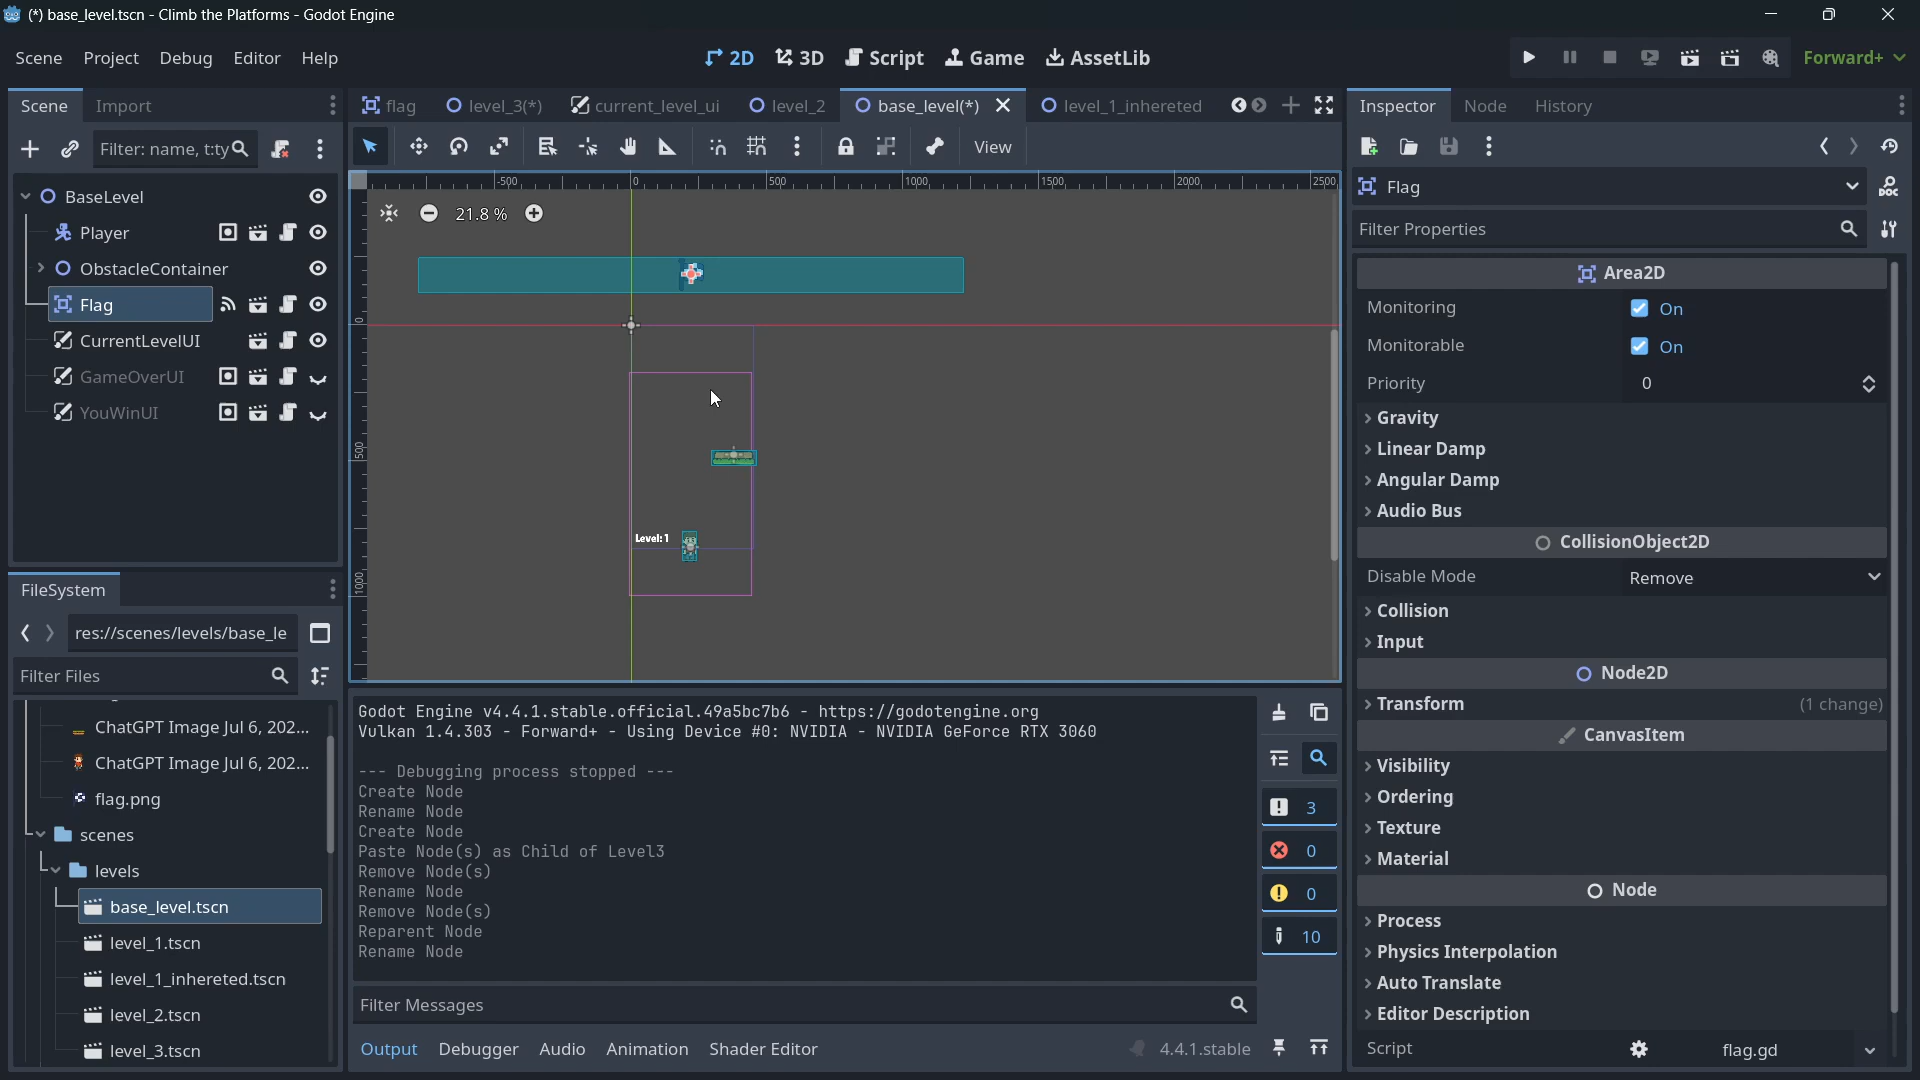 (*) base_level.tscn - Climb the Platforms - Godot Engine
Scene Project Debug Editor Help
2D 3D Script Game AssetLib
Forward+
Scene Import
flag level_3(*) current_level_ui level_2 base_level(*) level_1_inhereted
Inspector Node History
Filter: name, t:ty
View
Flag
Filter Properties
BaseLevel
Player
ObstacleContainer
Flag
CurrentLevelUI
GameOverUI
YouWinUI
-500 0 500 1000 1500 2000 2500
21.8 %
0
500
1000
Level: 1
Area2D
Monitoring On
Monitorable On
Priority 0
Gravity
Linear Damp
Angular Damp
Audio Bus
CollisionObject2D
Disable Mode Remove
Collision
Input
Node2D
Transform (1 change)
CanvasItem
Visibility
Ordering
Texture
Material
Node
Process
Physics Interpolation
Auto Translate
Editor Description
Script flag.gd
FileSystem
res://scenes/levels/base_le
Filter Files
ChatGPT Image Jul 6, 202...
ChatGPT Image Jul 6, 202...
flag.png
scenes
levels
base_level.tscn
level_1.tscn
level_1_inhereted.tscn
level_2.tscn
level_3.tscn
Godot Engine v4.4.1.stable.official.49a5bc7b6 - https://godotengine.org
Vulkan 1.4.303 - Forward+ - Using Device #0: NVIDIA - NVIDIA GeForce RTX 3060
--- Debugging process stopped ---
Create Node
Rename Node
Create Node
Paste Node(s) as Child of Level3
Remove Node(s)
Rename Node
Remove Node(s)
Reparent Node
Rename Node
3
0
0
10
Filter Messages
Output Debugger Audio Animation Shader Editor 4.4.1.stable